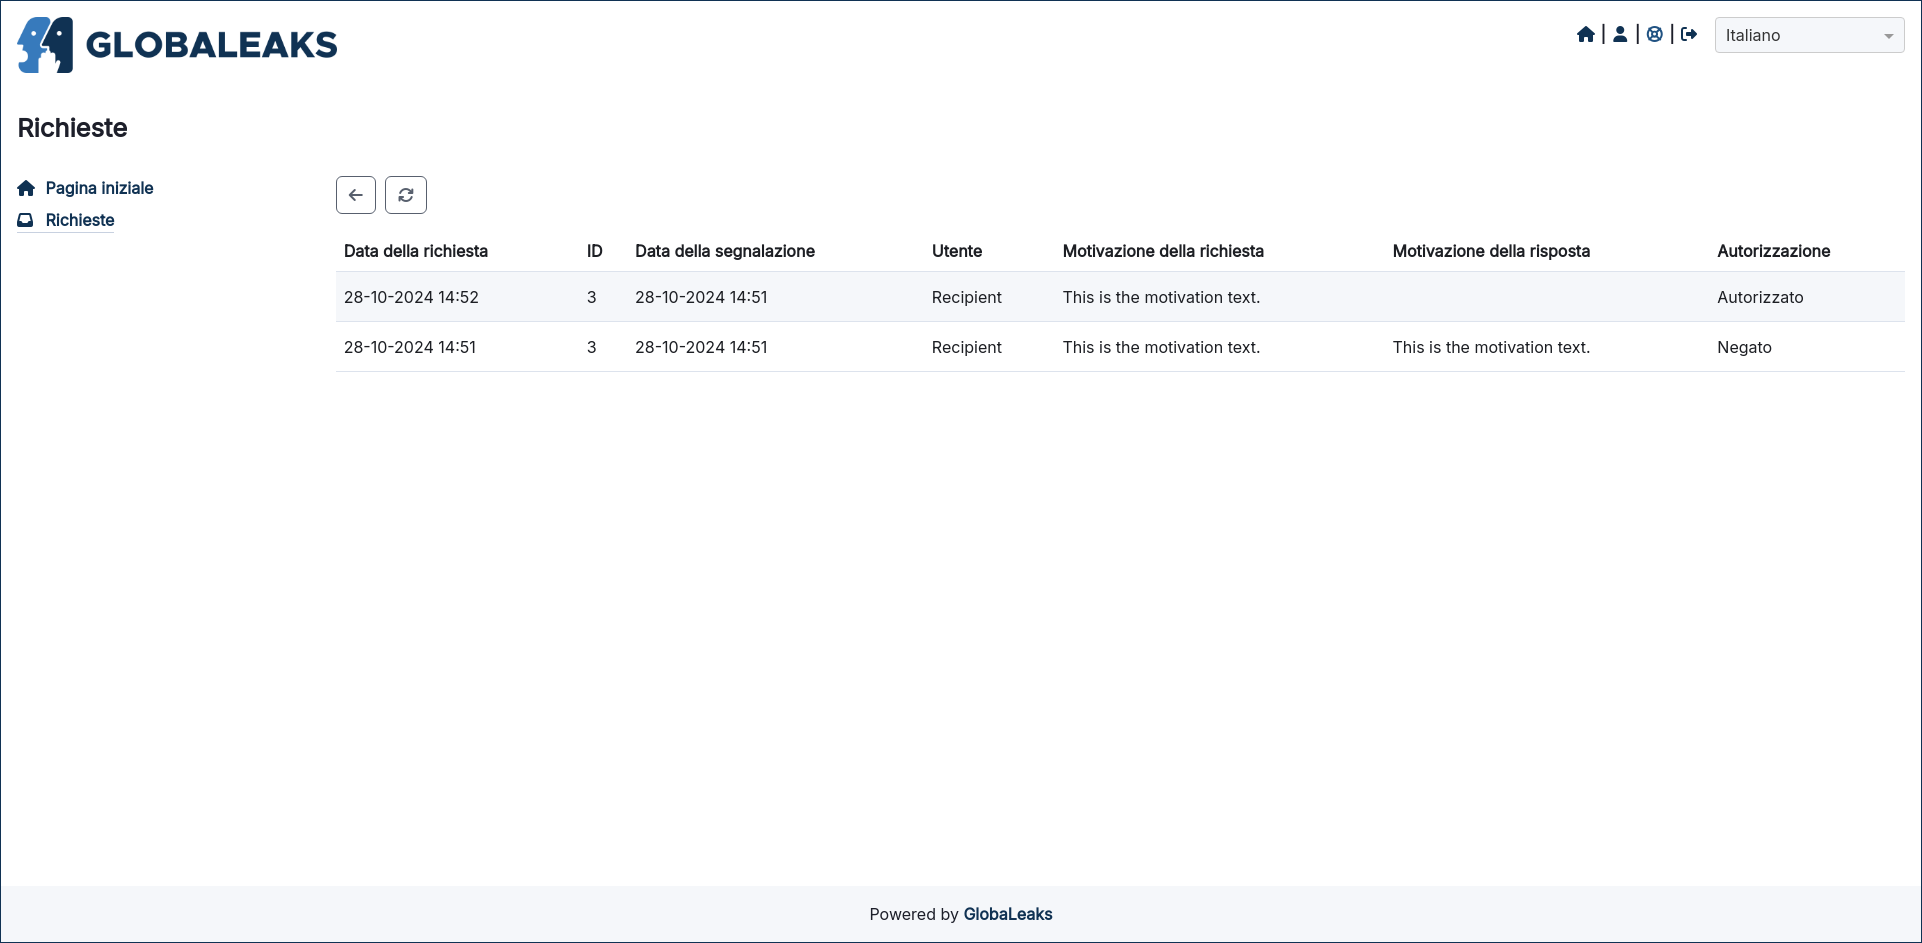 GLOBALEAKS
Italiano
Richieste
Pagina iniziale
Richieste
Data della richiesta ID Data della segnalazione Utente Motivazione della richiesta Motivazione della risposta Autorizzazione
28-10-2024 14:52 3 28-10-2024 14:51 Recipient This is the motivation text. Autorizzato
28-10-2024 14:51 3 28-10-2024 14:51 Recipient This is the motivation text. This is the motivation text. Negato
Powered by GlobaLeaks